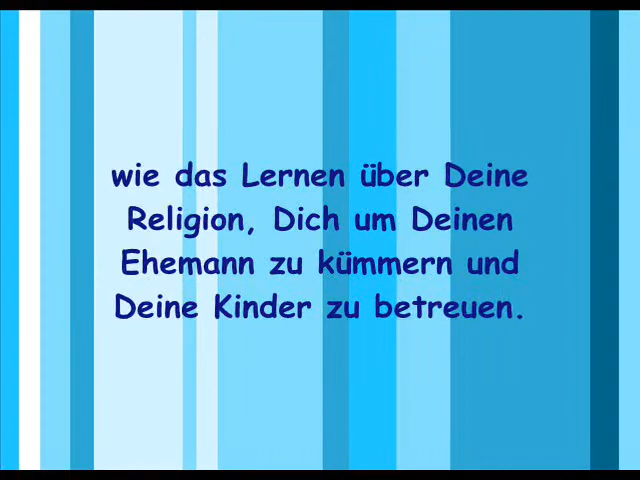 wie das Lernen über Deine
Religion, Dich um Deinen
Ehemann zu kümmern und
Deine Kinder zu betreuen.